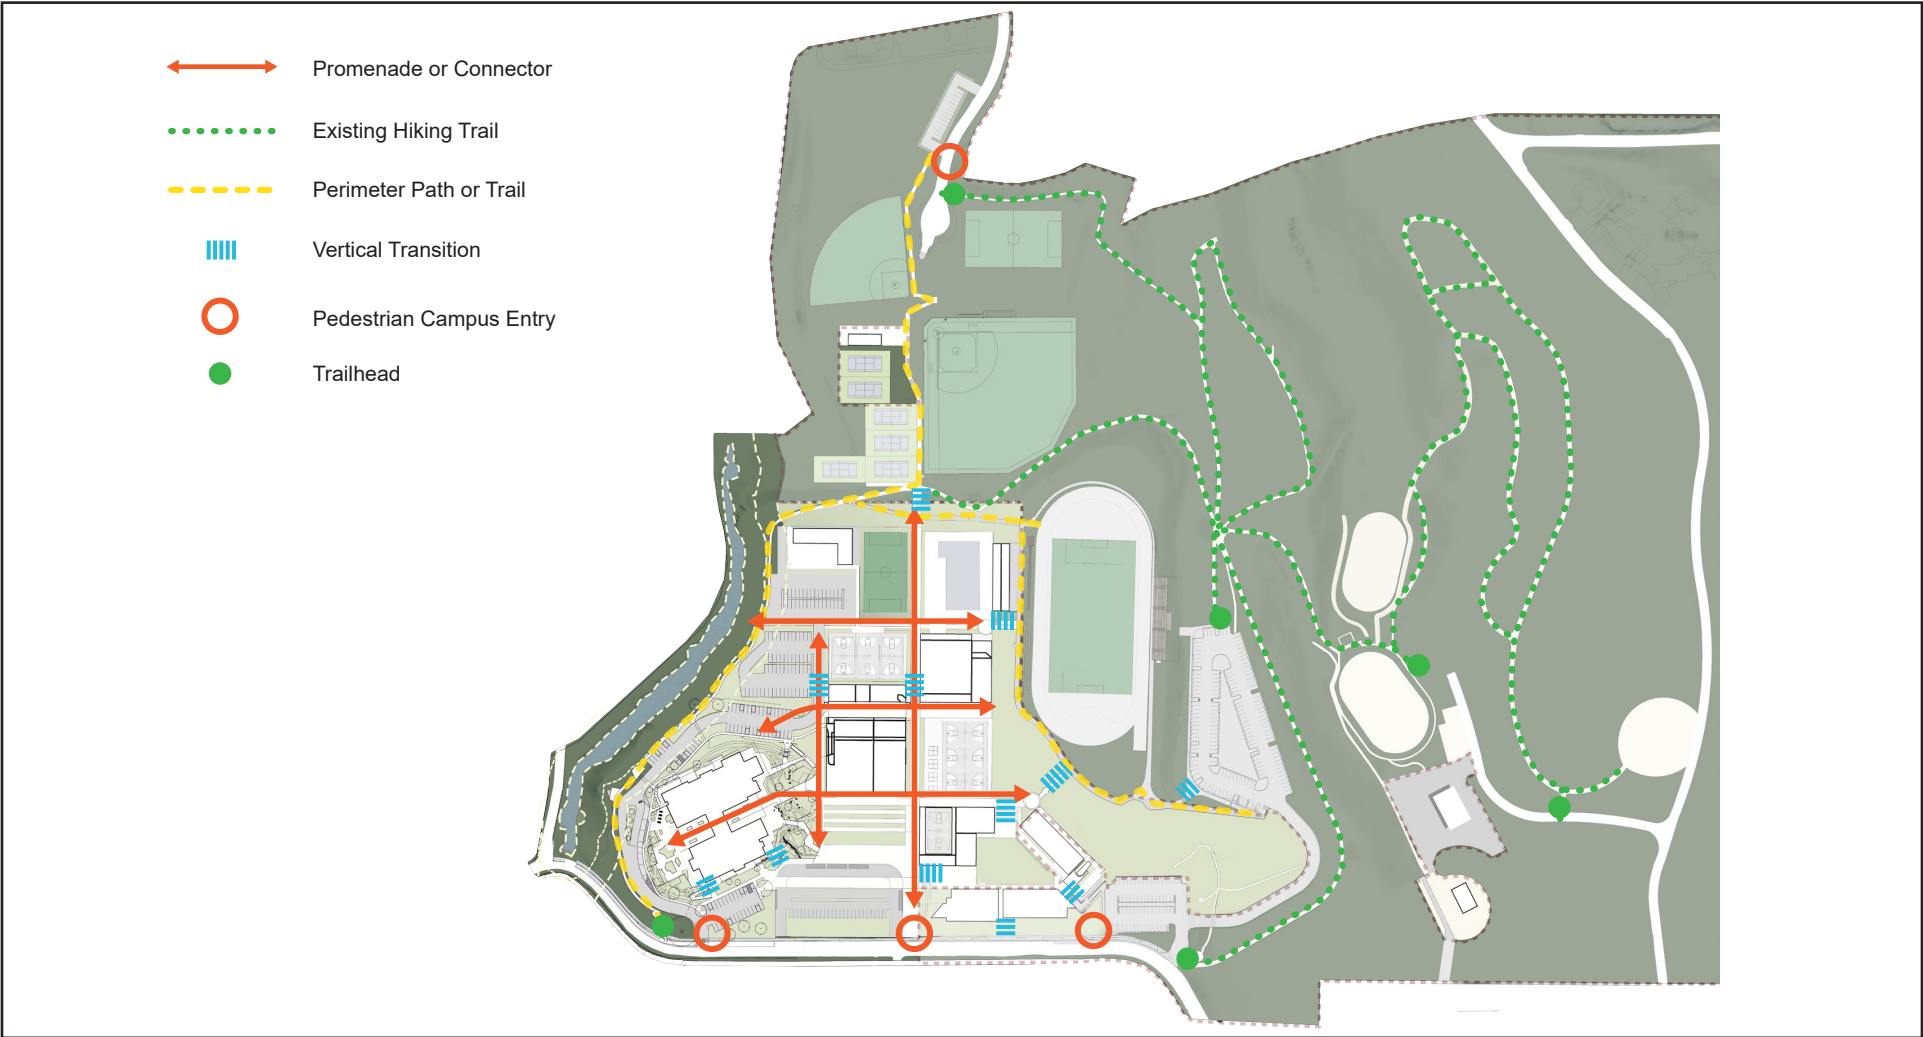 Promenade or Connector
Existing Hiking Trail
Perimeter Path or Trail
Vertical Transition
Pedestrian Campus Entry
Trailhead